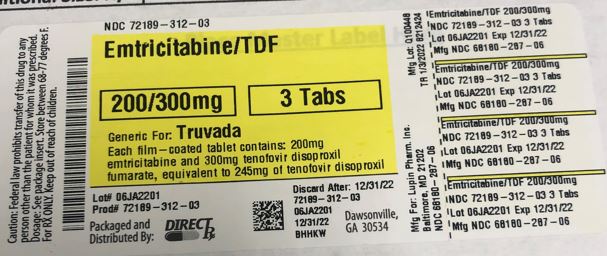 NDC 72189-312-03
Emtricitabine/TDF
200/300mg
3 Tabs
Generic For: Truvada
Each film-coated tablet contains: 200mg
emtricitabine and 300mg tenofovir disoproxil
fumarate, equivalent to 245mg of tenofovir disoproxil
Lot# 06JA2201
Prod# 72189-312-03
Packaged and
Distributed By:
DIRECT Rx
Discard After: 12/31/22
72189-312-03
06JA2201
12/31/22
BHHKW
Dawsonville,
GA 30534
Caution: Federal law prohibits transfer of this drug to any
person other than the patient for whom it was prescribed.
Dosage: See package insert. Store between 68-77 degrees F.
For RX ONLY. Keep out of reach of children.
Mfg Lot: Q100448
TR 1/3/2022 8212424
Mfg For: Lupin Pharm. Inc.
Baltimore, MD 21202
NDC 68180-287-06
Emtricitabine/TDF 200/300mg
NDC 72189-312-03 3 Tabs
Lot 06JA2201 Exp 12/31/22
Mfg NDC 68180-287-06
Emtricitabine/TDF 200/300mg
NDC 72189-312-03 3 Tabs
Lot 06JA2201 Exp 12/31/22
Mfg NDC 68180-287-06
Emtricitabine/TDF 200/300mg
NDC 72189-312-03 3 Tabs
Lot 06JA2201 Exp 12/31/22
Mfg NDC 68180-287-06
Emtricitabine/TDF 200/300mg
NDC 72189-312-03 3 Tabs
Lot 06JA2201 Exp 12/31/22
Mfg NDC 68180-287-06